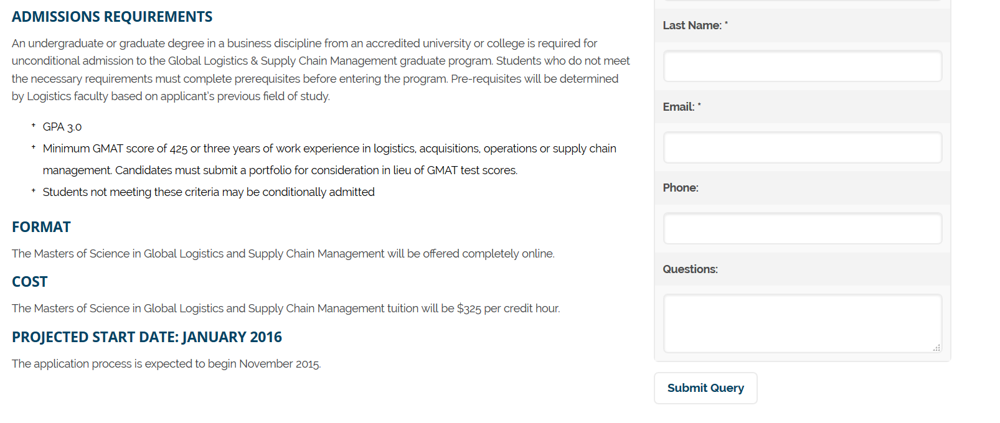 ADMISSIONS REQUIREMENTS
An undergraduate or graduate degree in a business discipline from an accredited university or college is required for
unconditional admission to the Global Logistics & Supply Chain Management graduate program. Students who do not meet
the necessary requirements must complete prerequisites before entering the program. Pre-requisites will be determined
by Logistics faculty based on applicant's previous field of study.
+ GPA 3.0
+ Minimum GMAT score of 425 or three years of work experience in logistics, acquisitions, operations or supply chain
management. Candidates must submit a portfolio for consideration in lieu of GMAT test scores.
+ Students not meeting these criteria may be conditionally admitted
FORMAT
The Masters of Science in Global Logistics and Supply Chain Management will be offered completely online.
COST
The Masters of Science in Global Logistics and Supply Chain Management tuition will be $325 per credit hour.
PROJECTED START DATE: JANUARY 2016
The application process is expected to begin November 2015.
Last Name: *
Email: *
Phone:
Questions:
Submit Query